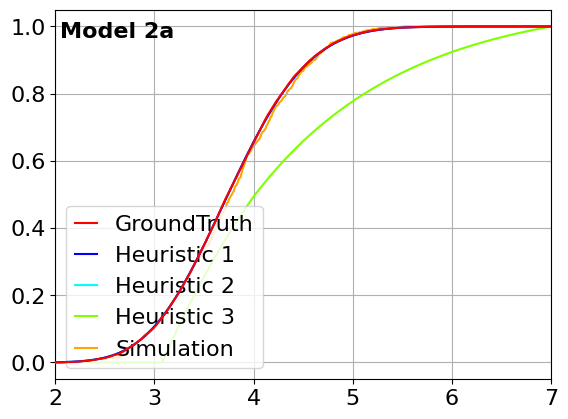 Model 2a
1.0
0.8
0.6
0.4
0.2
0.0
GroundTruth
Heuristic 1
Heuristic 2
Heuristic 3
Simulation
2 3 4 5 6 7